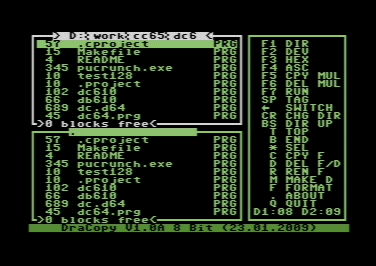 > D:\work\cc65\dc6 <
57 .cproject PRG
15 Makefile PRG
4 README PRG
345 pucrunch.exe PRG
10 test128 PRG
10 .project PRG
102 dc610 PRG
66 db610 PRG
689 dc.d64 PRG
45 dc64.prg PRG
>0 blocks free<
57 .cproject PRG
15 Makefile PRG
4 README PRG
345 pucrunch.exe PRG
10 test128 PRG
10 .project PRG
102 dc610 PRG
66 db610 PRG
689 dc.d64 PRG
45 dc64.prg PRG
>0 blocks free<
F1 DIR
F2 DEV
F3 HEX
F4 ASC
F5 CPY MUL
F6 DEL MUL
F7 RUN
SP TAG
← SWITCH
CR CHG DIR
BS DIR UP
T TOP
B END
* SEL
C CPY F
D DEL F/D
R REN F
M MAKE D
F FORMAT
. ABOUT
Q QUIT
D1:08 D2:09
DraCopy V1.0A 8 Bit (23.01.2009)